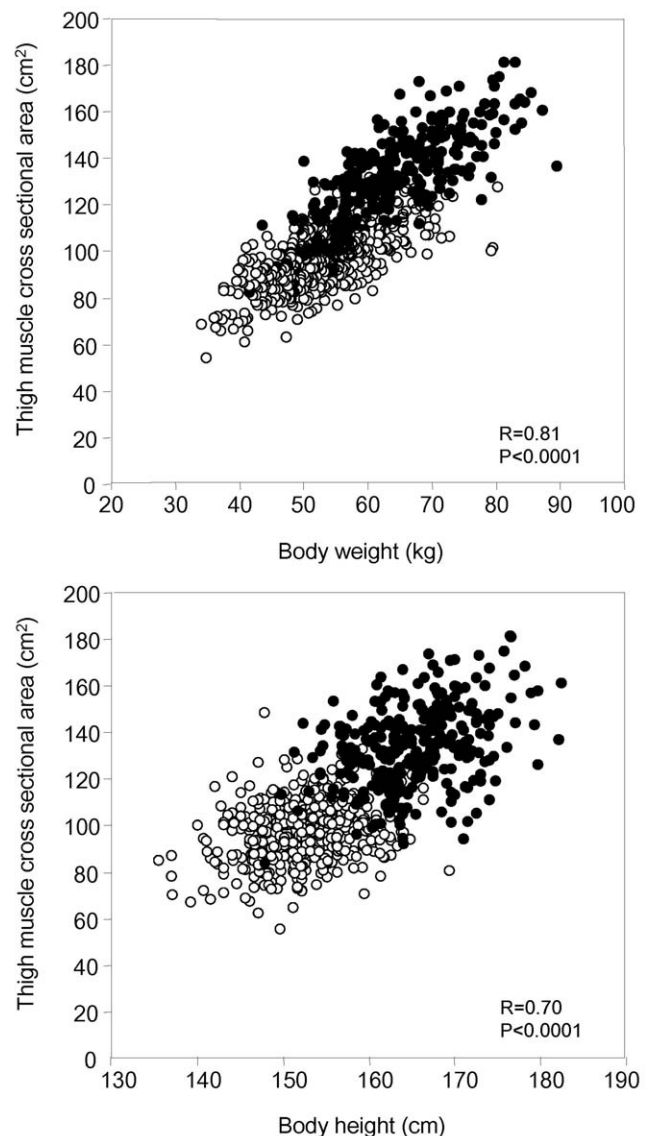 Thigh muscle cross sectional area (cm²)
200
180
160
140
120
100
80
60
40
20
0
R=0.81
P<0.0001
20 30 40 50 60 70 80 90 100
Body weight (kg)
Thigh muscle cross sectional area (cm²)
200
180
160
140
120
100
80
60
40
20
0
R=0.70
P<0.0001
130 140 150 160 170 180 190
Body height (cm)